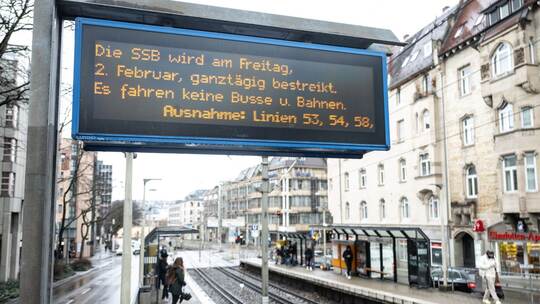 Die SSB wird am Freitag,
2. Februar, ganztägig bestreikt.
Es fahren keine Busse u. Bahnen.
Ausnahme: Linien 53, 54, 58,